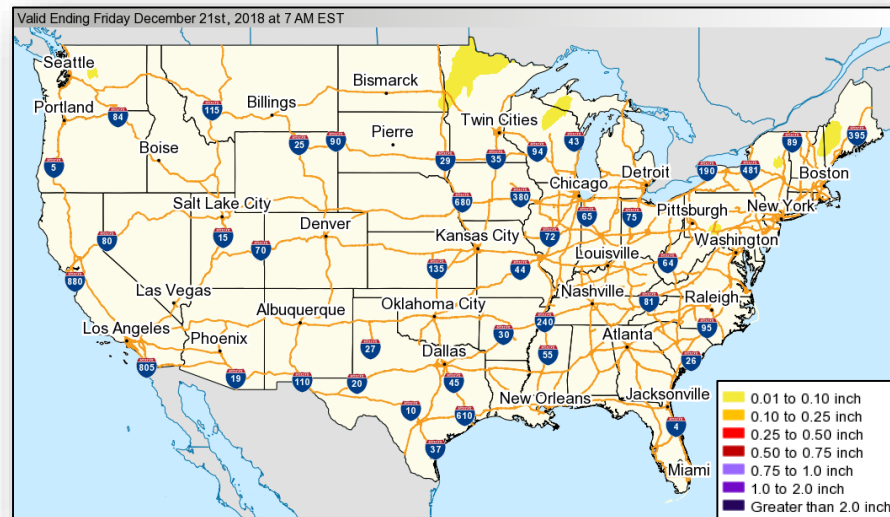 Valid Ending Friday December 21st, 2018 at 7 AM EST
Seattle
Portland
84
115
Billings
Bismarck
Twin Cities
5
Boise
25
90
Pierre
29
35
94
43
190
481
89
395
Boston
Detroit
Chicago
680
380
Salt Lake City
80
15
70
Denver
Kansas City
72
65
75
Pittsburgh
New York
Washington
Louisville
64
880
Las Vegas
135
44
Los Angeles
Albuquerque
Oklahoma City
Nashville
81
Raleigh
805
Phoenix
27
30
240
55
Atlanta
95
26
19
110
20
Dallas
45
10
610
New Orleans
Jacksonville
37
4
Miami
0.01 to 0.10 inch
0.10 to 0.25 inch
0.25 to 0.50 inch
0.50 to 0.75 inch
0.75 to 1.0 inch
1.0 to 2.0 inch
Greater than 2.0 inch